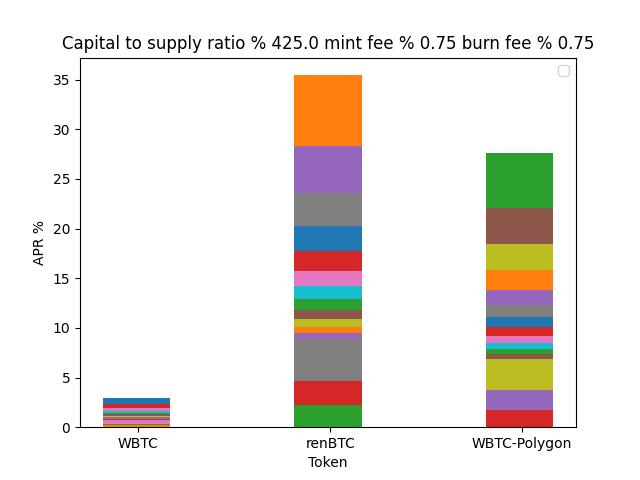 Capital to supply ratio % 425.0 mint fee % 0.75 burn fee % 0.75
35
30
25
20
15
10
5
0
APR %
WBTC renBTC WBTC-Polygon
Token